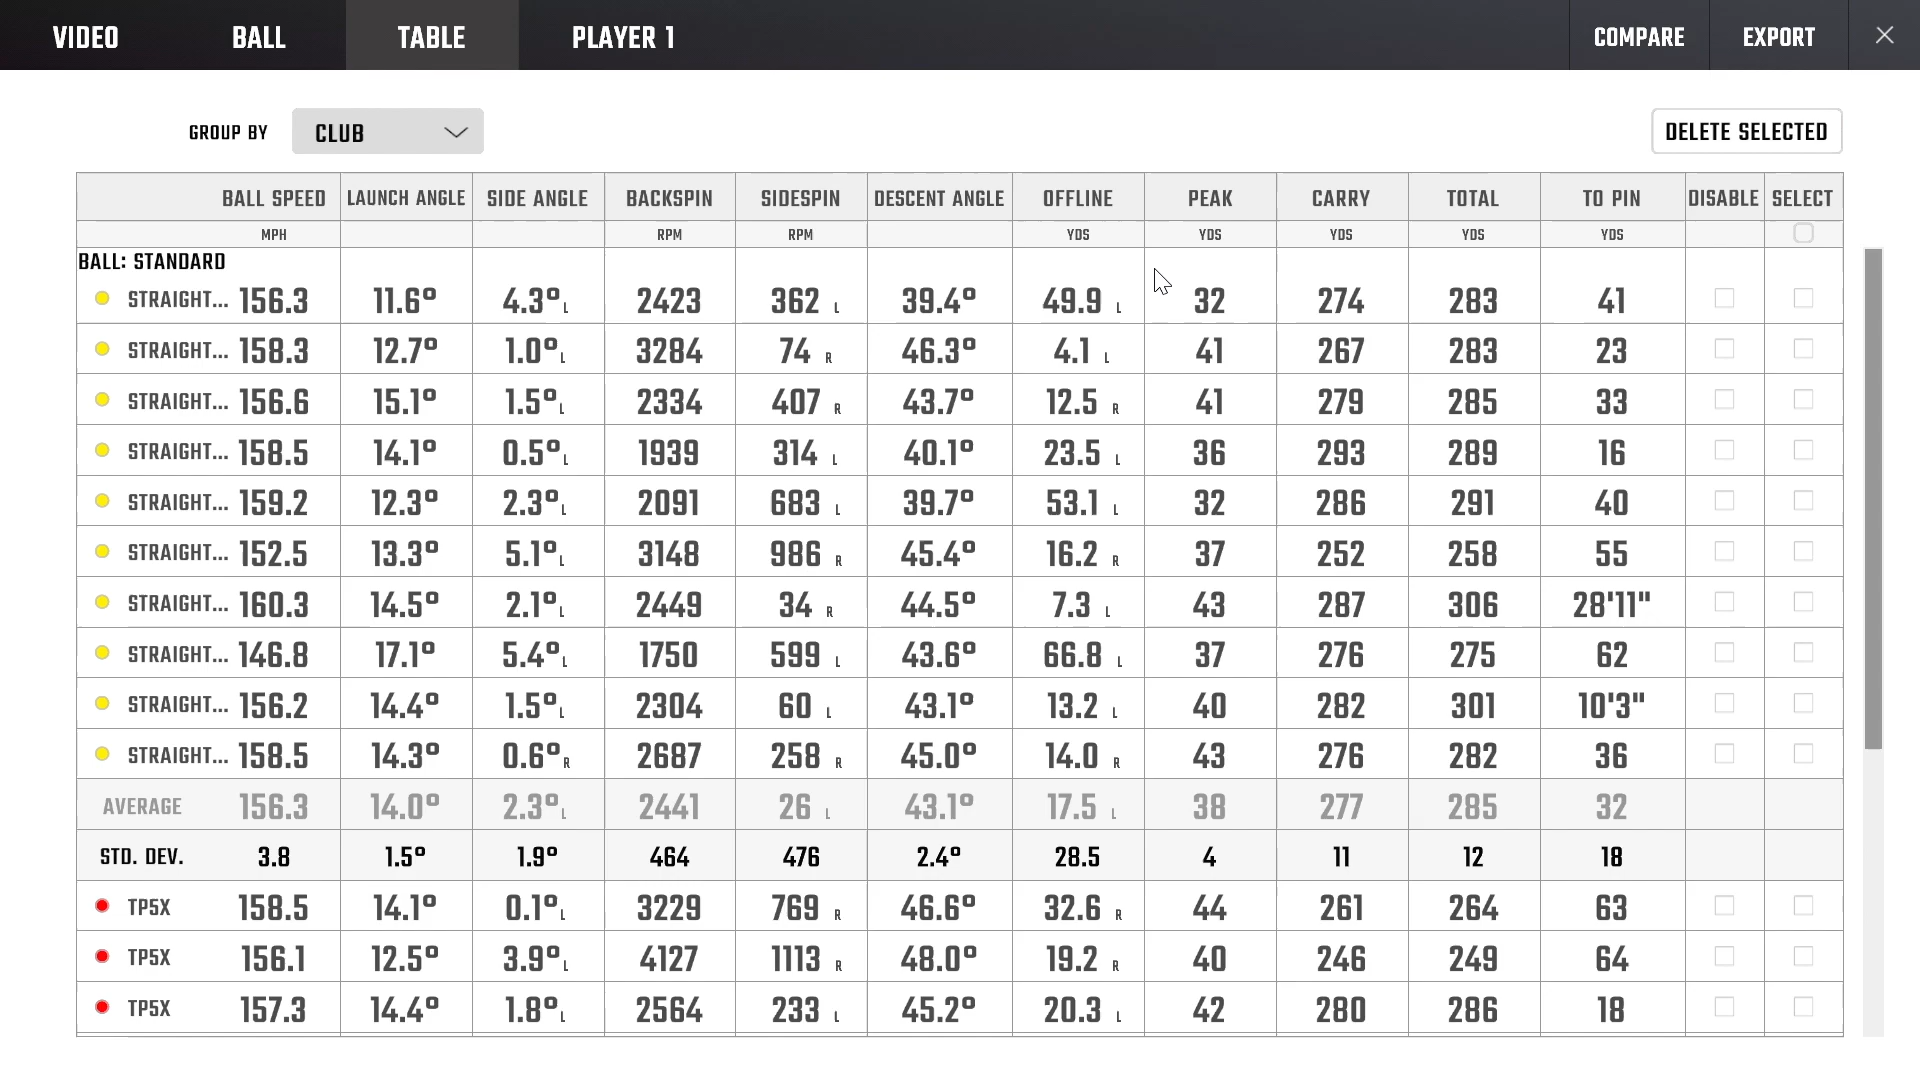 VIDEO BALL TABLE PLAYER 1 COMPARE EXPORT
GROUP BY CLUB DELETE SELECTED
BALL SPEED LAUNCH ANGLE SIDE ANGLE BACKSPIN SIDESPIN DESCENT ANGLE OFFLINE PEAK CARRY TOTAL TO PIN DISABLE SELECT
MPH RPM RPM YDS YDS YDS YDS YDS
BALL: STANDARD
STRAIGHT... 156.3 11.6° 4.3° L 2423 362 L 39.4° 49.9 L 32 274 283 41
STRAIGHT... 158.3 12.7° 1.0° L 3284 74 R 46.3° 4.1 L 41 267 283 23
STRAIGHT... 156.6 15.1° 1.5° L 2334 407 R 43.7° 12.5 R 41 279 285 33
STRAIGHT... 158.5 14.1° 0.5° L 1939 314 L 40.1° 23.5 L 36 293 289 16
STRAIGHT... 159.2 12.3° 2.3° L 2091 683 L 39.7° 53.1 L 32 286 291 40
STRAIGHT... 152.5 13.3° 5.1° L 3148 986 R 45.4° 16.2 R 37 252 258 55
STRAIGHT... 160.3 14.5° 2.1° L 2449 34 R 44.5° 7.3 L 43 287 306 28'11"
STRAIGHT... 146.8 17.1° 5.4° L 1750 599 L 43.6° 66.8 L 37 276 275 62
STRAIGHT... 156.2 14.4° 1.5° L 2304 60 L 43.1° 13.2 L 40 282 301 10'3"
STRAIGHT... 158.5 14.3° 0.6° R 2687 258 R 45.0° 14.0 R 43 276 282 36
AVERAGE 156.3 14.0° 2.3° L 2441 26 L 43.1° 17.5 L 38 277 285 32
STD. DEV. 3.8 1.5° 1.9° 464 476 2.4° 28.5 4 11 12 18
TP5X 158.5 14.1° 0.1° L 3229 769 R 46.6° 32.6 R 44 261 264 63
TP5X 156.1 12.5° 3.9° L 4127 1113 R 48.0° 19.2 R 40 246 249 64
TP5X 157.3 14.4° 1.8° L 2564 233 L 45.2° 20.3 L 42 280 286 18